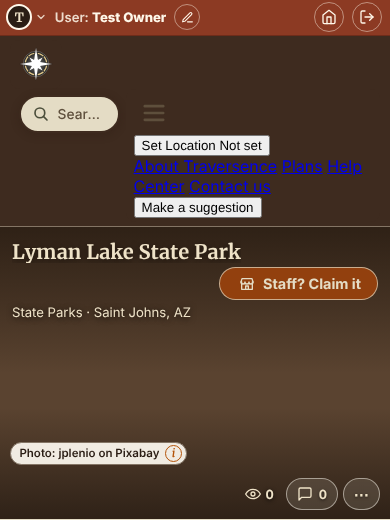 T User: Test Owner
Sear...
Set Location Not set
About Traversence Plans Help
Center Contact us
Make a suggestion
Lyman Lake State Park
Staff? Claim it
State Parks · Saint Johns, AZ
Photo: jplenio on Pixabay i
0 0 ...